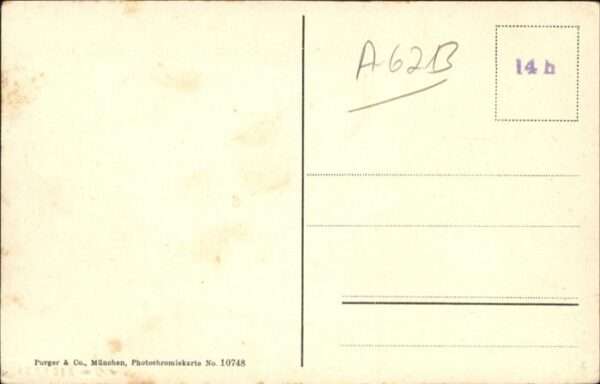 A62B
14 h
Purger & Co., München, Photochromiekarte No. 10748